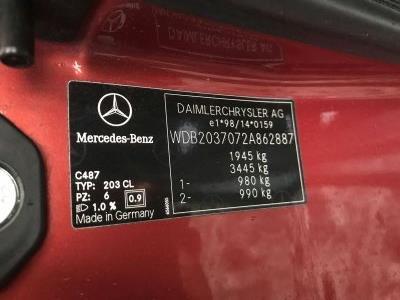 DAIMLERCHRYSLER AG
e1*98/14*0159
Mercedes-Benz
WDB2037072A862887
1945 kg
3445 kg
1- 980 kg
2- 990 kg
C487
TYP: 203 CL
PZ: 6 0.9
1.0 %
Made in Germany